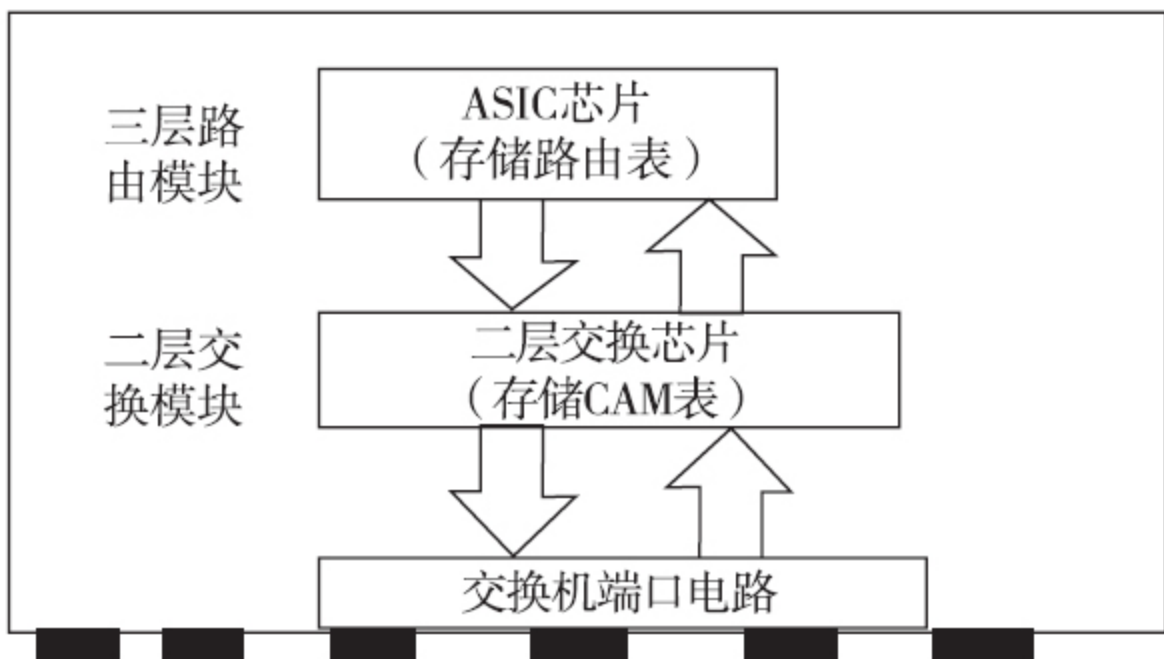 三层路
由模块
ASIC芯片
（存储路由表）
二层交
换模块
二层交换芯片
（存储CAM表）
交换机端口电路